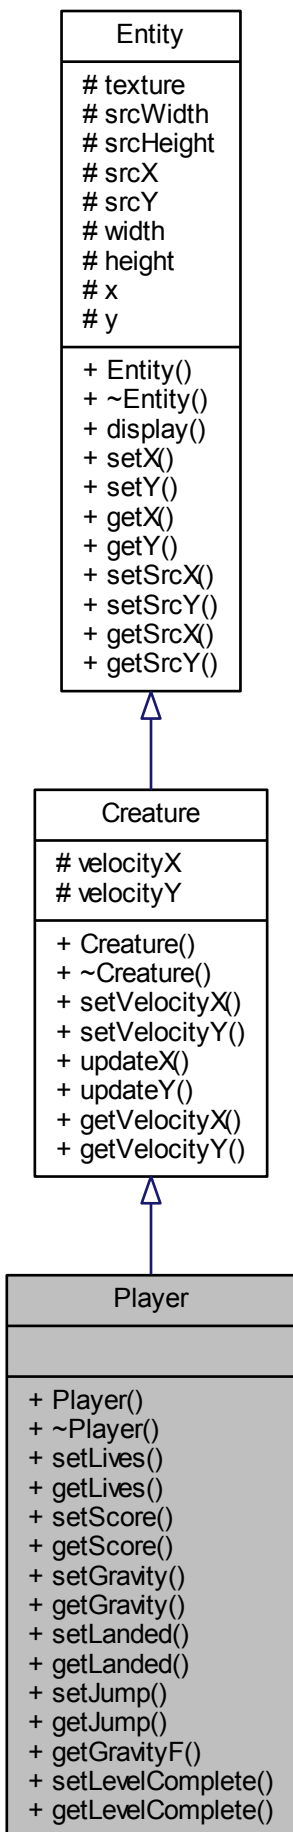 Entity
# texture
# srcWidth
# srcHeight
# srcX
# srcY
# width
# height
# x
# y
+ Entity()
+ ~Entity()
+ display()
+ setX()
+ setY()
+ getX()
+ getY()
+ setSrcX()
+ setSrcY()
+ getSrcX()
+ getSrcY()
Creature
# velocityX
# velocityY
+ Creature()
+ ~Creature()
+ setVelocityX()
+ setVelocityY()
+ updateX()
+ updateY()
+ getVelocityX()
+ getVelocityY()
Player
+ Player()
+ ~Player()
+ setLives()
+ getLives()
+ setScore()
+ getScore()
+ setGravity()
+ getGravity()
+ setLanded()
+ getLanded()
+ setJump()
+ getJump()
+ getGravityF()
+ setLevelComplete()
+ getLevelComplete()